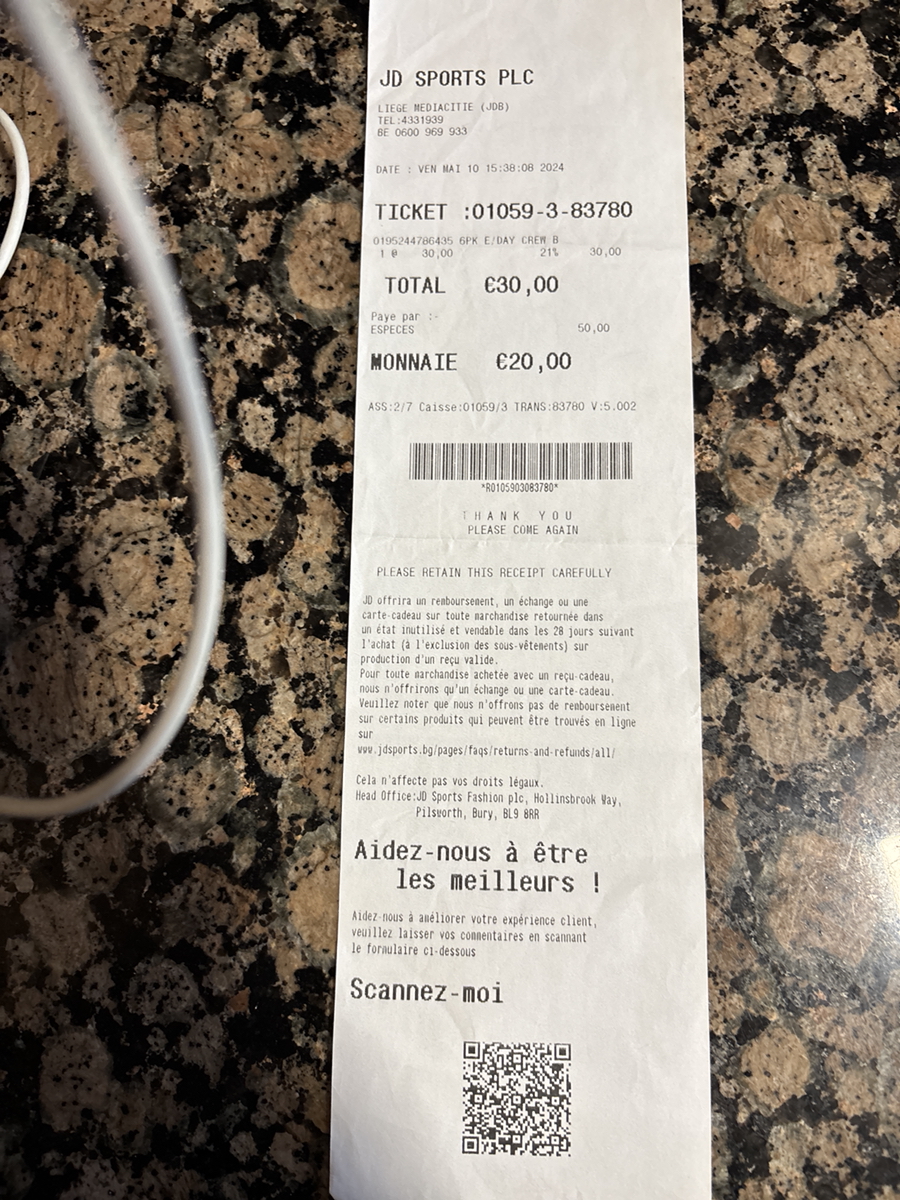 JD SPORTS PLC
LIEGE MEDIACITIE (JDB)
TEL:4331939
BE 0600 969 933
DATE : VEN MAI 10 15:38:08 2024
TICKET :01059-3-83780
0195244786435 6PK E/DAY CREW B
1 @ 30,00 21% 30,00
TOTAL €30,00
Paye par :-
ESPECES 50,00
MONNAIE €20,00
ASS:2/7 Caisse:01059/3 TRANS:83780 V:5.002
*R0105903083780*
THANK YOU
PLEASE COME AGAIN
PLEASE RETAIN THIS RECEIPT CAREFULLY
JD offrira un remboursement, un échange ou une
carte-cadeau sur toute marchandise retournée dans
un état inutilisé et vendable dans les 28 jours suivant
l'achat (à l'exclusion des sous-vêtements) sur
production d'un reçu valide.
Pour toute marchandise achetée avec un reçu-cadeau,
nous n'offrirons qu'un échange ou une carte-cadeau.
Veuillez noter que nous n'offrons pas de remboursement
sur certains produits qui peuvent être trouvés en ligne
sur
www.jdsports.bg/pages/faqs/returns-and-refunds/all/
Cela n'affecte pas vos droits légaux.
Head Office:JD Sports Fashion plc, Hollinsbrook Way,
Pilsworth, Bury, BL9 8RR
Aidez-nous à être
les meilleurs !
Aidez-nous à améliorer votre expérience client,
veuillez laisser vos commentaires en scannant
le formulaire ci-dessous
Scannez-moi